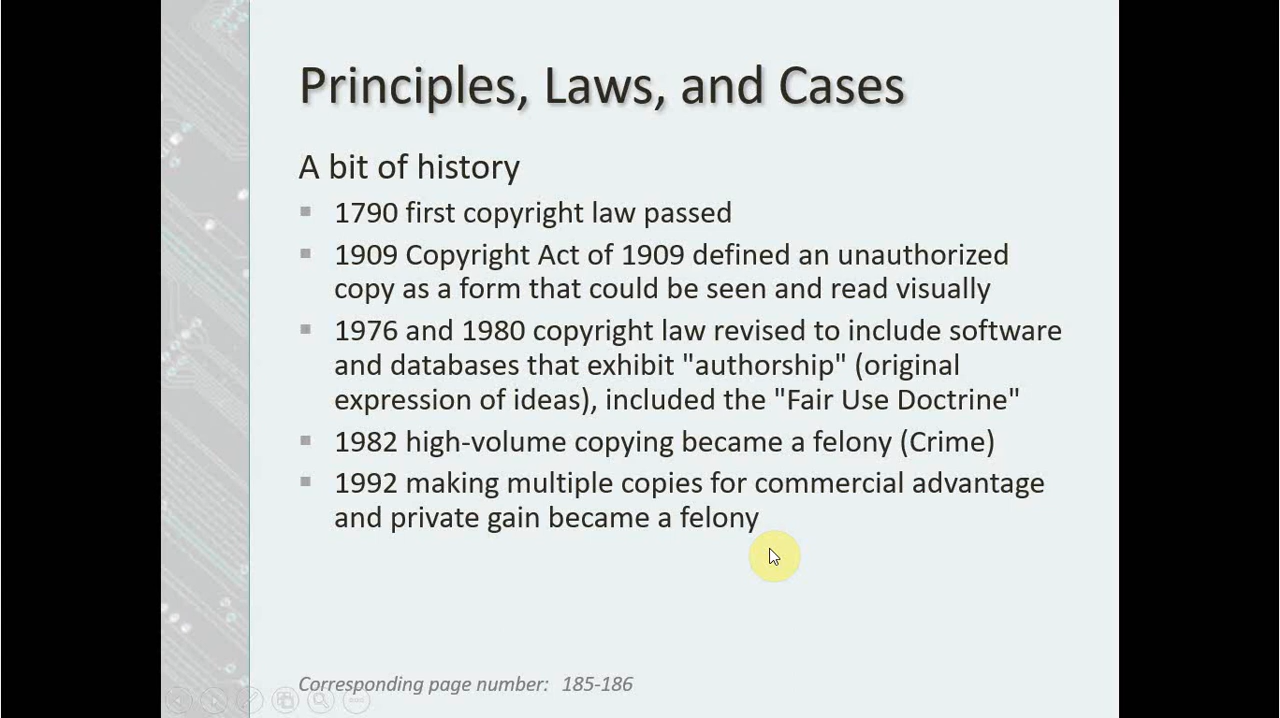 Principles, Laws, and Cases
A bit of history
1790 first copyright law passed
1909 Copyright Act of 1909 defined an unauthorized
copy as a form that could be seen and read visually
1976 and 1980 copyright law revised to include software
and databases that exhibit "authorship" (original
expression of ideas), included the "Fair Use Doctrine"
1982 high-volume copying became a felony (Crime)
1992 making multiple copies for commercial advantage
and private gain became a felony
Corresponding page number: 185-186